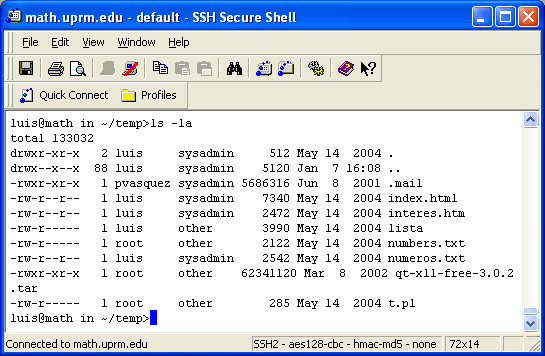 math.uprm.edu - default - SSH Secure Shell
File Edit View Window Help
Quick Connect Profiles
luis@math in ~/temp>ls -la
total 133032
drwxr-xr-x   2 luis     sysadmin     512 May 14  2004 .
drwx--x--x  88 luis     sysadmin    5120 Jan  7 16:08 ..
-rwxr-xr-x   1 pvasquez sysadmin 5686316 Jun  8  2001 .mail
-rw-r--r--   1 luis     sysadmin    7340 May 14  2004 index.html
-rw-r--r--   1 luis     sysadmin    2472 May 14  2004 interes.htm
-rw-r-----   1 luis     other       3990 May 14  2004 lista
-rw-r-----   1 root     other       2122 May 14  2004 numbers.txt
-rw-r--r--   1 luis     sysadmin    2542 May 14  2004 numeros.txt
-rwxr-xr-x   1 root     other    62341120 Mar  8  2002 qt-x11-free-3.0.2
.tar
-rw-r-----   1 root     other        285 May 14  2004 t.pl
luis@math in ~/temp>
Connected to math.uprm.edu SSH2 - aes128-cbc - hmac-md5 - none 72x14